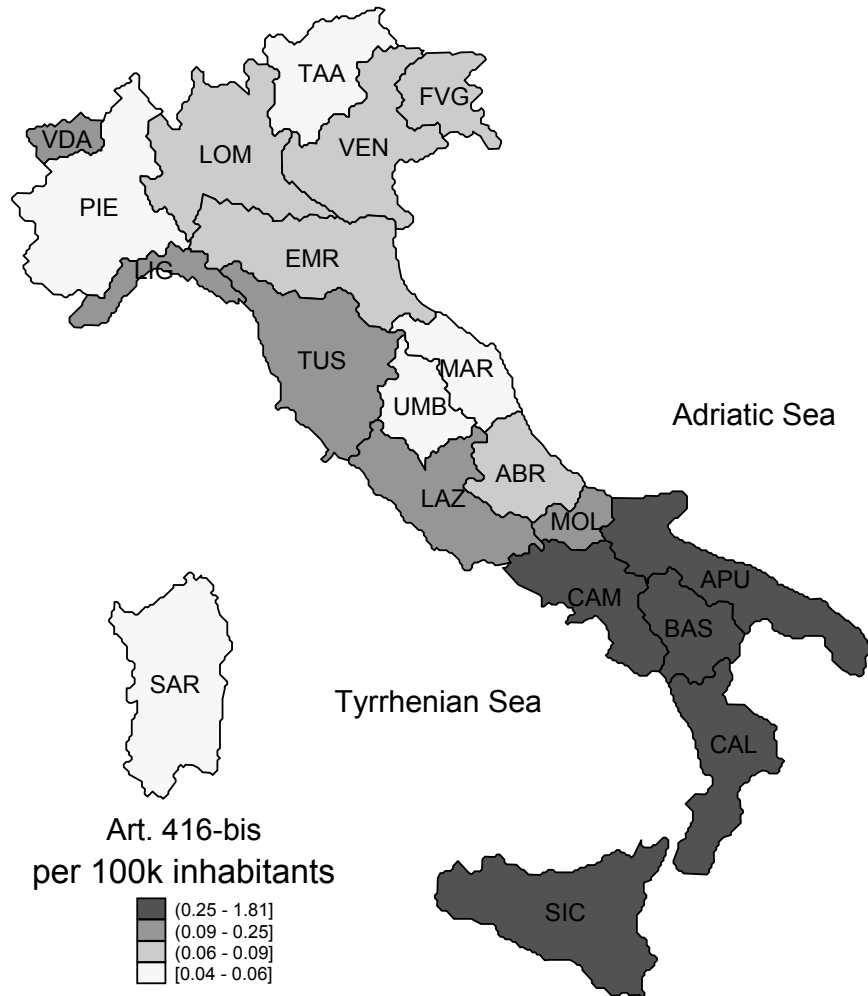 TAA
FVG
VDA
LOM
VEN
PIE
EMR
LIG
TUS
MAR
UMB
Adriatic Sea
ABR
LAZ
MOL
APU
CAM
BAS
SAR
Tyrrhenian Sea
CAL
Art. 416-bis
per 100k inhabitants
SIC
(0.25 - 1.81]
(0.09 - 0.25]
(0.06 - 0.09]
[0.04 - 0.06]